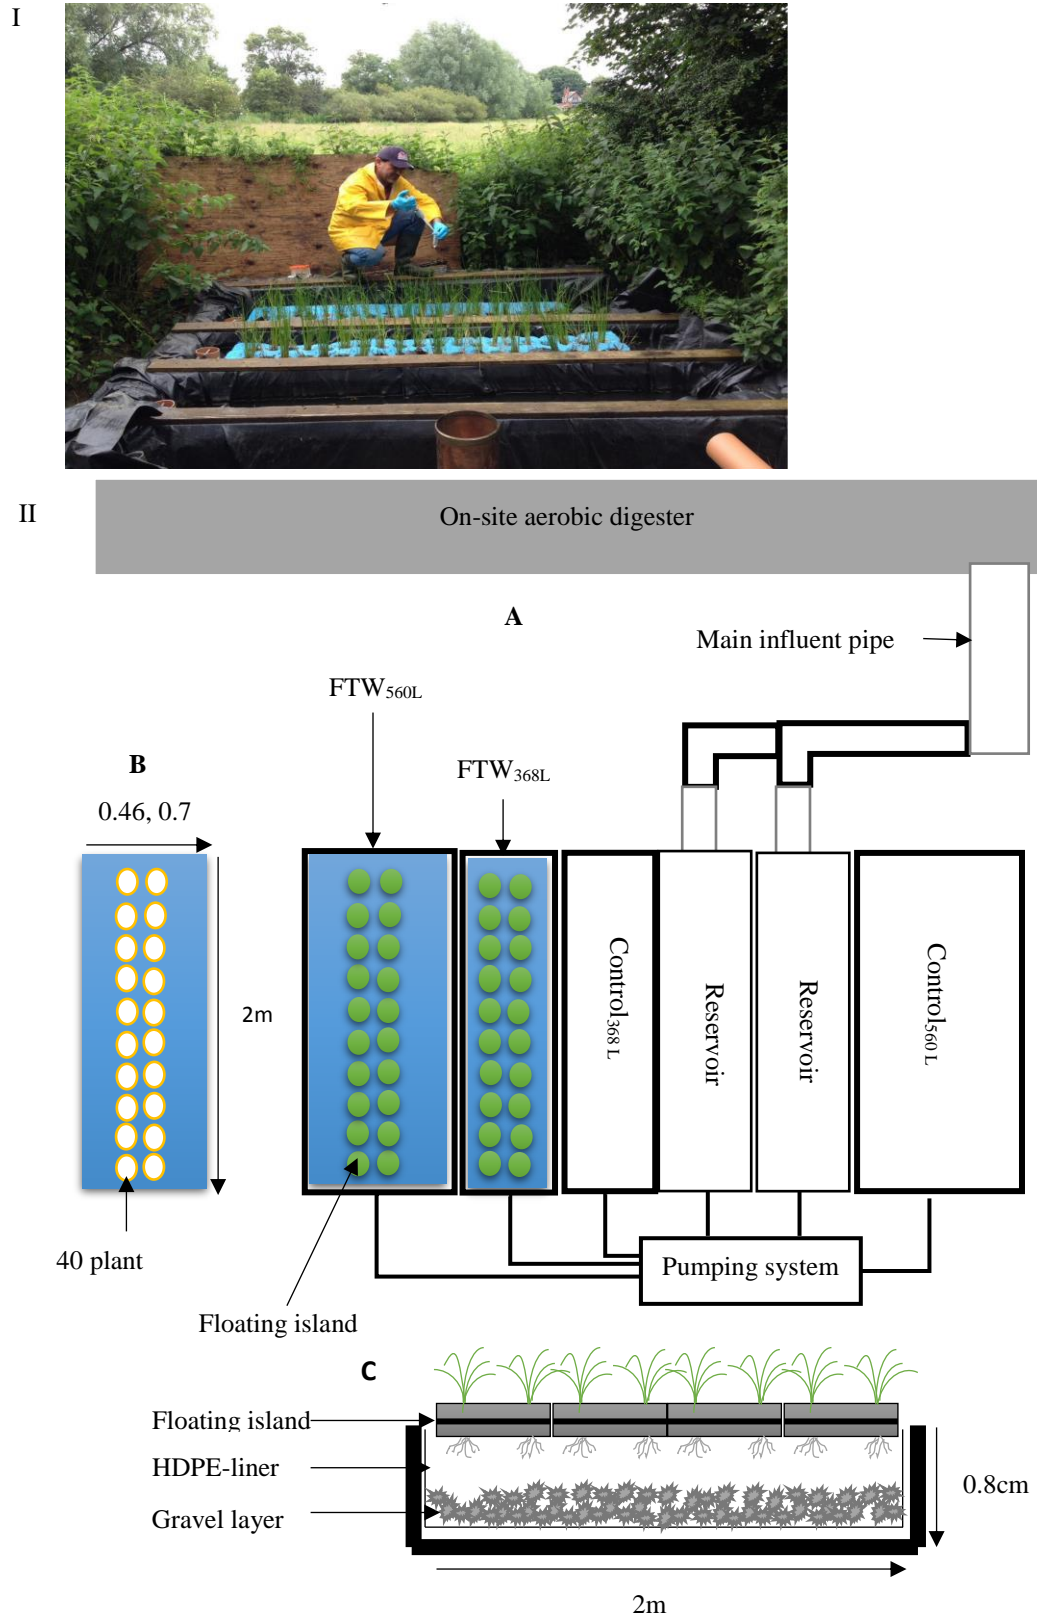 I
II
On-site aerobic digester
A
Main influent pipe
FTW560L
FTW368L
B
0.46, 0.7
2m
Control368 L
Reservoir
Reservoir
Control560 L
40 plant
Pumping system
Floating island
C
Floating island
HDPE-liner
Gravel layer
0.8cm
2m